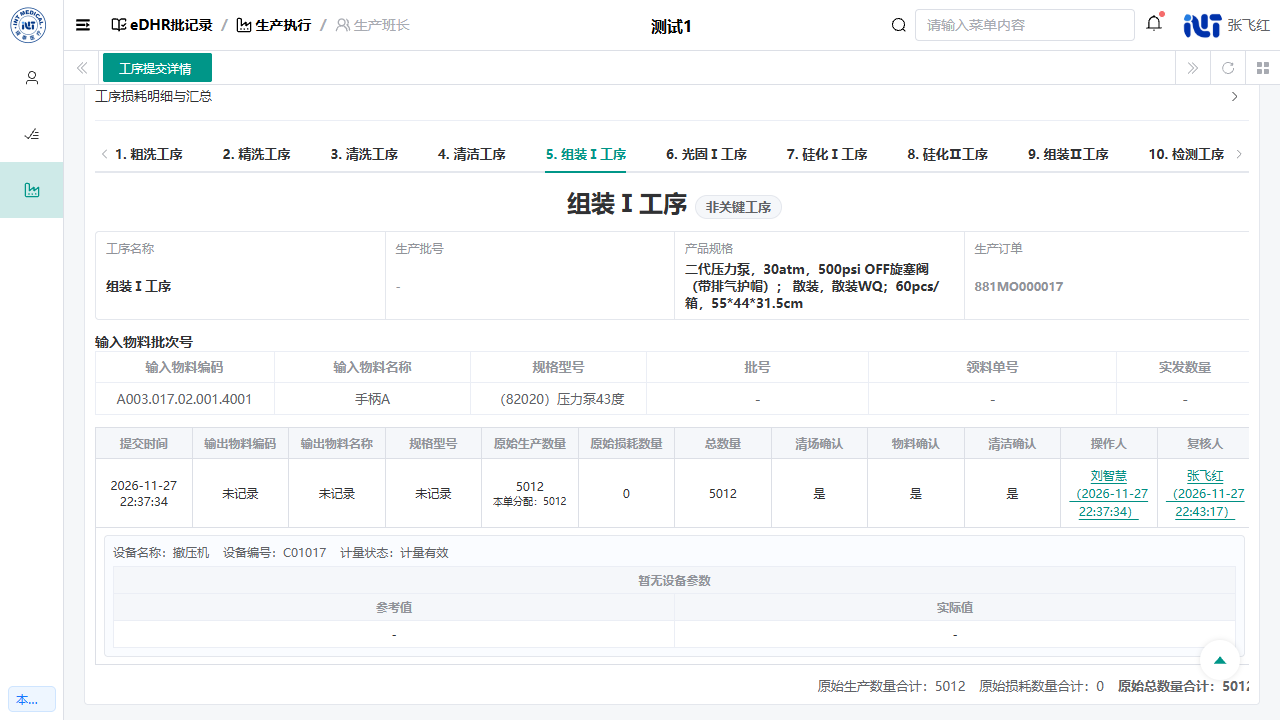 INT MEDICAL
eDHR批记录 / 生产执行 / 生产班长
测试1
请输入菜单内容
张飞红
工序提交详情
工序损耗明细与汇总
1. 粗洗工序 2. 精洗工序 3. 清洗工序 4. 清洁工序 5. 组装Ⅰ工序 6. 光固Ⅰ工序 7. 硅化Ⅰ工序 8. 硅化Ⅱ工序 9. 组装Ⅱ工序 10. 检测工序
组装Ⅰ工序 非关键工序
工序名称 生产批号 产品规格 生产订单
组装Ⅰ工序
-
二代压力泵，30atm，500psi OFF旋塞阀
（带排气护帽）； 散装，散装WQ；60pcs/
箱，55*44*31.5cm
881MO000017
输入物料批次号
输入物料编码 输入物料名称 规格型号 批号 领料单号 实发数量
A003.017.02.001.4001 手柄A （82020）压力泵43度 - - -
提交时间 输出物料编码 输出物料名称 规格型号 原始生产数量 原始损耗数量 总数量 清场确认 物料确认 清洁确认 操作人 复核人
2026-11-27
22:37:34
未记录 未记录 未记录
5012
本单分配：5012
0 5012 是 是 是
刘智慧
（2026-11-27
22:37:34）
张飞红
（2026-11-27
22:43:17）
设备名称：撤压机 设备编号：C01017 计量状态：计量有效
暂无设备参数
参考值 实际值
- -
原始生产数量合计：5012 原始损耗数量合计：0 原始总数量合计：5012
本...